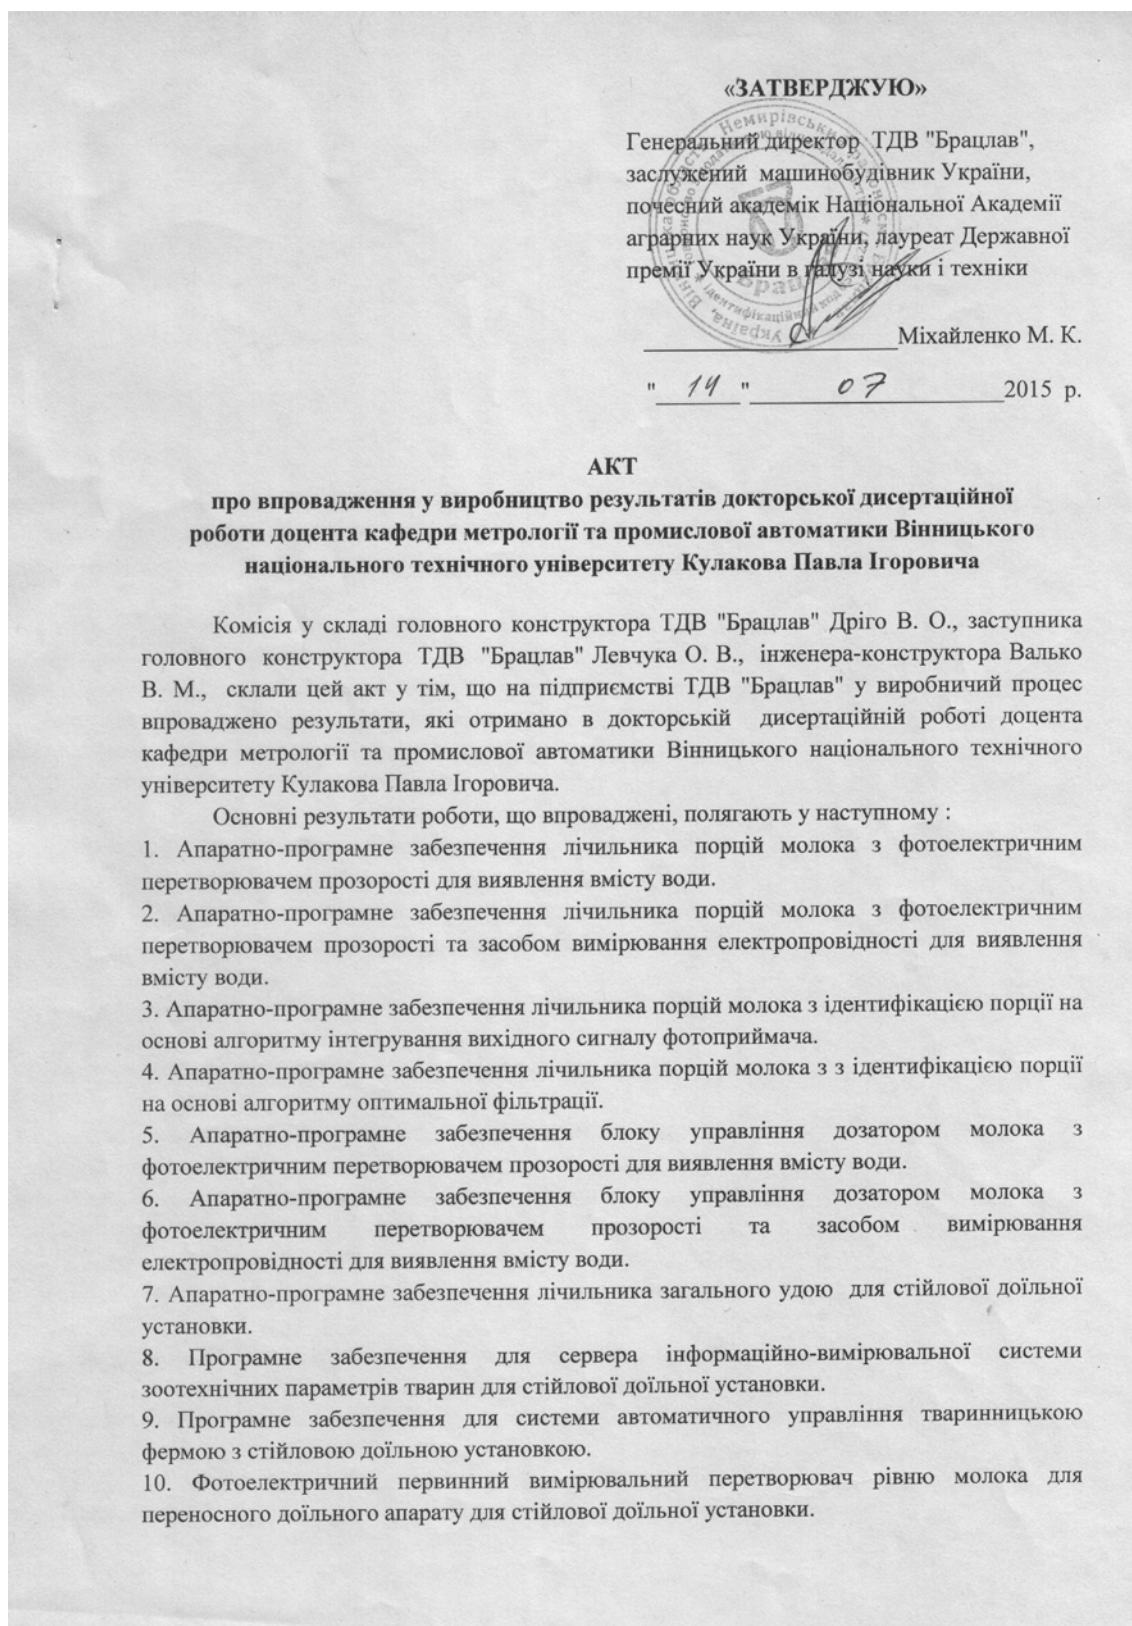 «ЗАТВЕРДЖУЮ»
Генеральний директор ТДВ "Брацлав",
заслужений машинобудівник України,
почесний академік Національної Академії
аграрних наук України, лауреат Державної
премії України в галузі науки і техніки
Міхайленко М. К.
"14" 07 2015 р.
АКТ
про впровадження у виробництво результатів докторської дисертаційної
роботи доцента кафедри метрології та промислової автоматики Вінницького
національного технічного університету Кулакова Павла Ігоровича
Комісія у складі головного конструктора ТДВ "Брацлав" Дріго В. О., заступника
головного конструктора ТДВ "Брацлав" Левчука О. В., інженера-конструктора Валько
В. М., склали цей акт у тім, що на підприємстві ТДВ "Брацлав" у виробничий процес
впроваджено результати, які отримано в докторській дисертаційній роботі доцента
кафедри метрології та промислової автоматики Вінницького національного технічного
університету Кулакова Павла Ігоровича.
Основні результати роботи, що впроваджені, полягають у наступному :
1. Апаратно-програмне забезпечення лічильника порцій молока з фотоелектричним
перетворювачем прозорості для виявлення вмісту води.
2. Апаратно-програмне забезпечення лічильника порцій молока з фотоелектричним
перетворювачем прозорості та засобом вимірювання електропровідності для виявлення
вмісту води.
3. Апаратно-програмне забезпечення лічильника порцій молока з ідентифікацією порції на
основі алгоритму інтегрування вихідного сигналу фотоприймача.
4. Апаратно-програмне забезпечення лічильника порцій молока з з ідентифікацією порції
на основі алгоритму оптимальної фільтрації.
5. Апаратно-програмне забезпечення блоку управління дозатором молока з
фотоелектричним перетворювачем прозорості для виявлення вмісту води.
6. Апаратно-програмне забезпечення блоку управління дозатором молока з
фотоелектричним перетворювачем прозорості та засобом вимірювання
електропровідності для виявлення вмісту води.
7. Апаратно-програмне забезпечення лічильника загального удою для стійлової доїльної
установки.
8. Програмне забезпечення для сервера інформаційно-вимірювальної системи
зоотехнічних параметрів тварин для стійлової доїльної установки.
9. Програмне забезпечення для системи автоматичного управління тваринницькою
фермою з стійловою доїльною установкою.
10. Фотоелектричний первинний вимірювальний перетворювач рівню молока для
переносного доїльного апарату для стійлової доїльної установки.